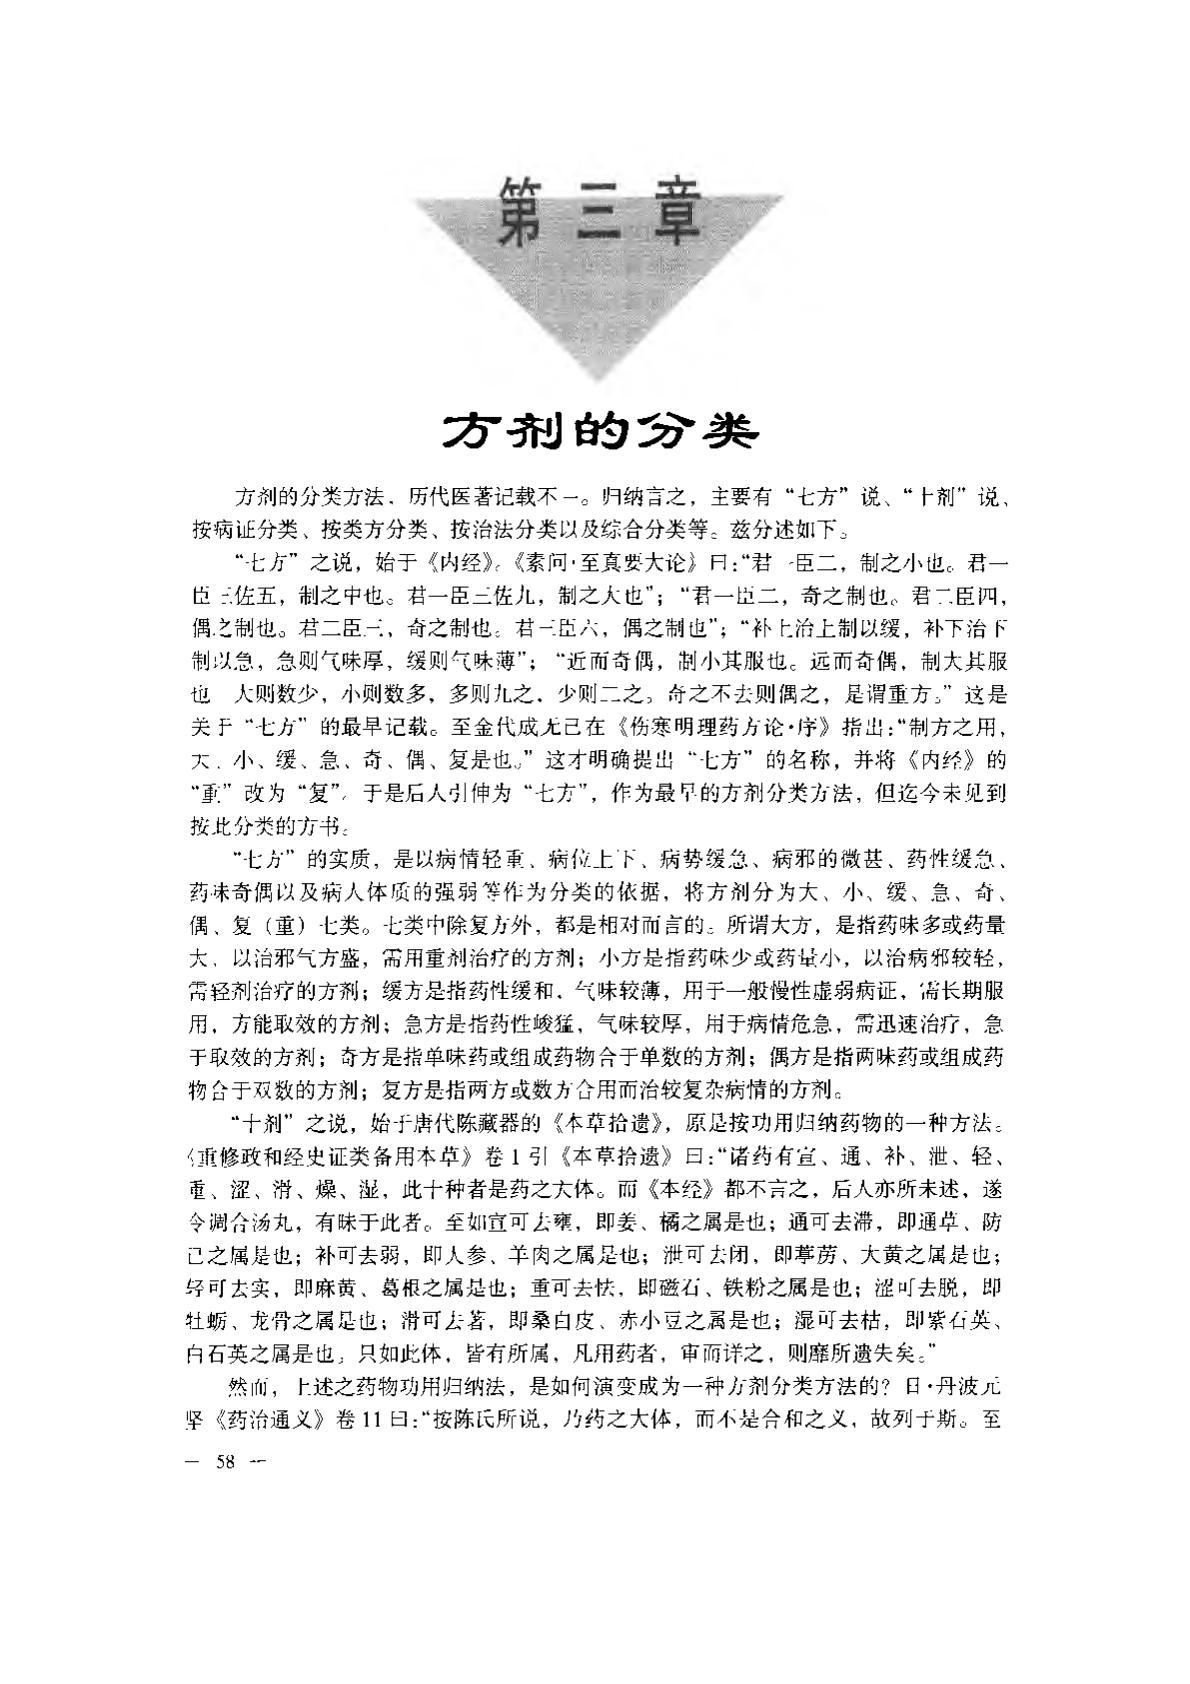 第三章
方剂的分类
方剂的分类方法，历代医著记载不一。归纳言之，主要有“七方”说、“十剂”说、
按病证分类、按类方分类、按治法分类以及综合分类等。兹分述如下。
“七方”之说，始于《内经》。《素问·至真要大论》曰：“君一臣二，制之小也。君一
臣三佐五，制之中也。君一臣三佐九，制之大也”；“君一臣二，奇之制也。君二臣四，
偶之制也。君二臣三，奇之制也。君二臣六，偶之制也”；“补上治上制以缓，补下治下
制以急，急则气味厚，缓则气味薄”；“近而奇偶，制小其服也。远而奇偶，制大其服
也 大则数少，小则数多，多则九之，少则二之。奇之不去则偶之，是谓重方。”这是
关于“七方”的最早记载。至金代成无己在《伤寒明理药方论·序》指出：“制方之用，
大、小、缓、急、奇、偶、复是也。”这才明确提出“七方”的名称，并将《内经》的
“重”改为“复”，于是后人引伸为“七方”，作为最早的方剂分类方法，但迄今未见到
按此分类的方书。
“七方”的实质，是以病情轻重、病位上下、病势缓急、病邪的微甚、药性缓急、
药味奇偶以及病人体质的强弱等作为分类的依据，将方剂分为大、小、缓、急、奇、
偶、复（重）七类。七类中除复方外，都是相对而言的。所谓大方，是指药味多或药量
大，以治邪气方盛，需用重剂治疗的方剂；小方是指药味少或药量小，以治病邪较轻，
需轻剂治疗的方剂；缓方是指药性缓和，气味较薄，用于一般慢性虚弱病证，需长期服
用，方能取效的方剂；急方是指药性峻猛，气味较厚，用于病情危急，需迅速治疗，急
于取效的方剂；奇方是指单味药或组成药物合于单数的方剂；偶方是指两味药或组成药
物合于双数的方剂；复方是指两方或数方合用而治较复杂病情的方剂。
“十剂”之说，始于唐代陈藏器的《本草拾遗》，原是按功用归纳药物的一种方法。
《重修政和经史证类备用本草》卷1引《本草拾遗》曰：“诸药有宣、通、补、泄、轻、
重、涩、滑、燥、湿，此十种者是药之大体。而《本经》都不言之，后人亦所未述，遂
令调合汤丸，有昧于此者。至如宣可去壅，即姜、橘之属是也；通可去滞，即通草、防
己之属是也；补可去弱，即人参、羊肉之属是也；泄可去闭，即葶苈、大黄之属是也；
轻可去实，即麻黄、葛根之属是也；重可去怯，即磁石、铁粉之属是也；涩可去脱，即
牡蛎、龙骨之属是也；滑可去著，即桑白皮、赤小豆之属是也；湿可去枯，即紫石英、
白石英之属是也。只如此体，皆有所属，凡用药者，审而详之，则靡所遗失矣。”
然而，上述之药物功用归纳法，是如何演变成为一种方剂分类方法的？日·丹波元
坚《药治通义》卷11曰：“按陈氏所说，乃药之大体，而不是合和之义，故列于斯。至
— 58 —